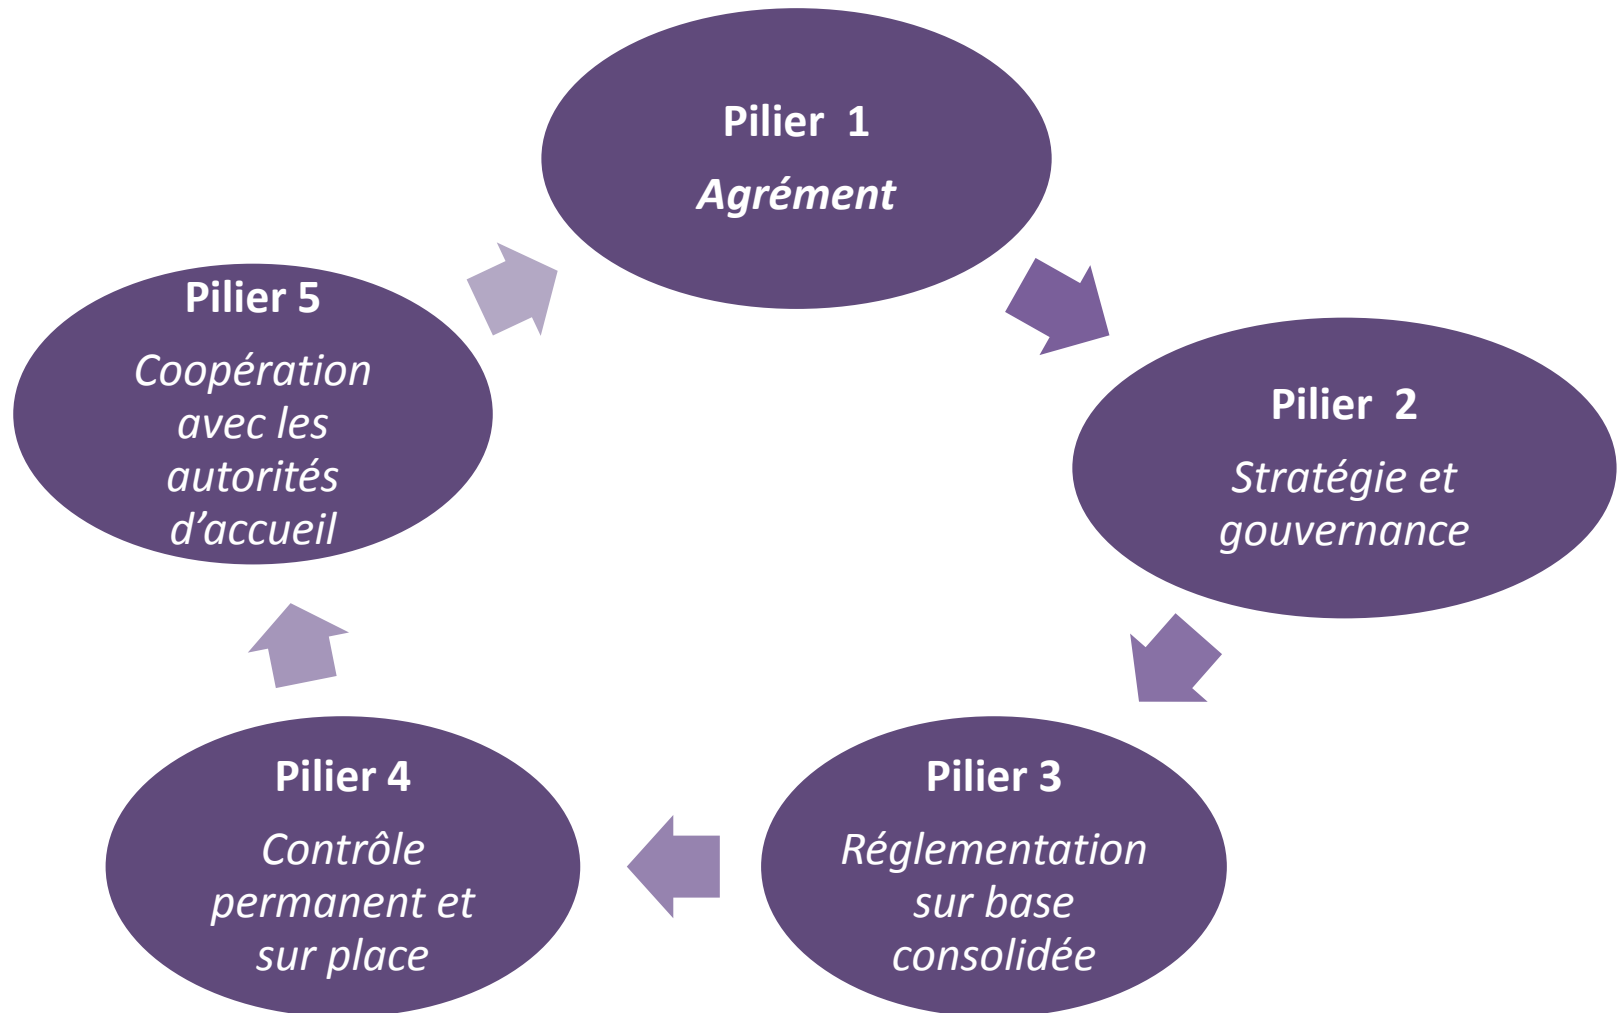 Pilier 1
Agrément
Pilier 2
Stratégie et
gouvernance
Pilier 3
Réglementation
sur base
consolidée
Pilier 4
Contrôle
permanent et
sur place
Pilier 5
Coopération
avec les
autorités
d’accueil